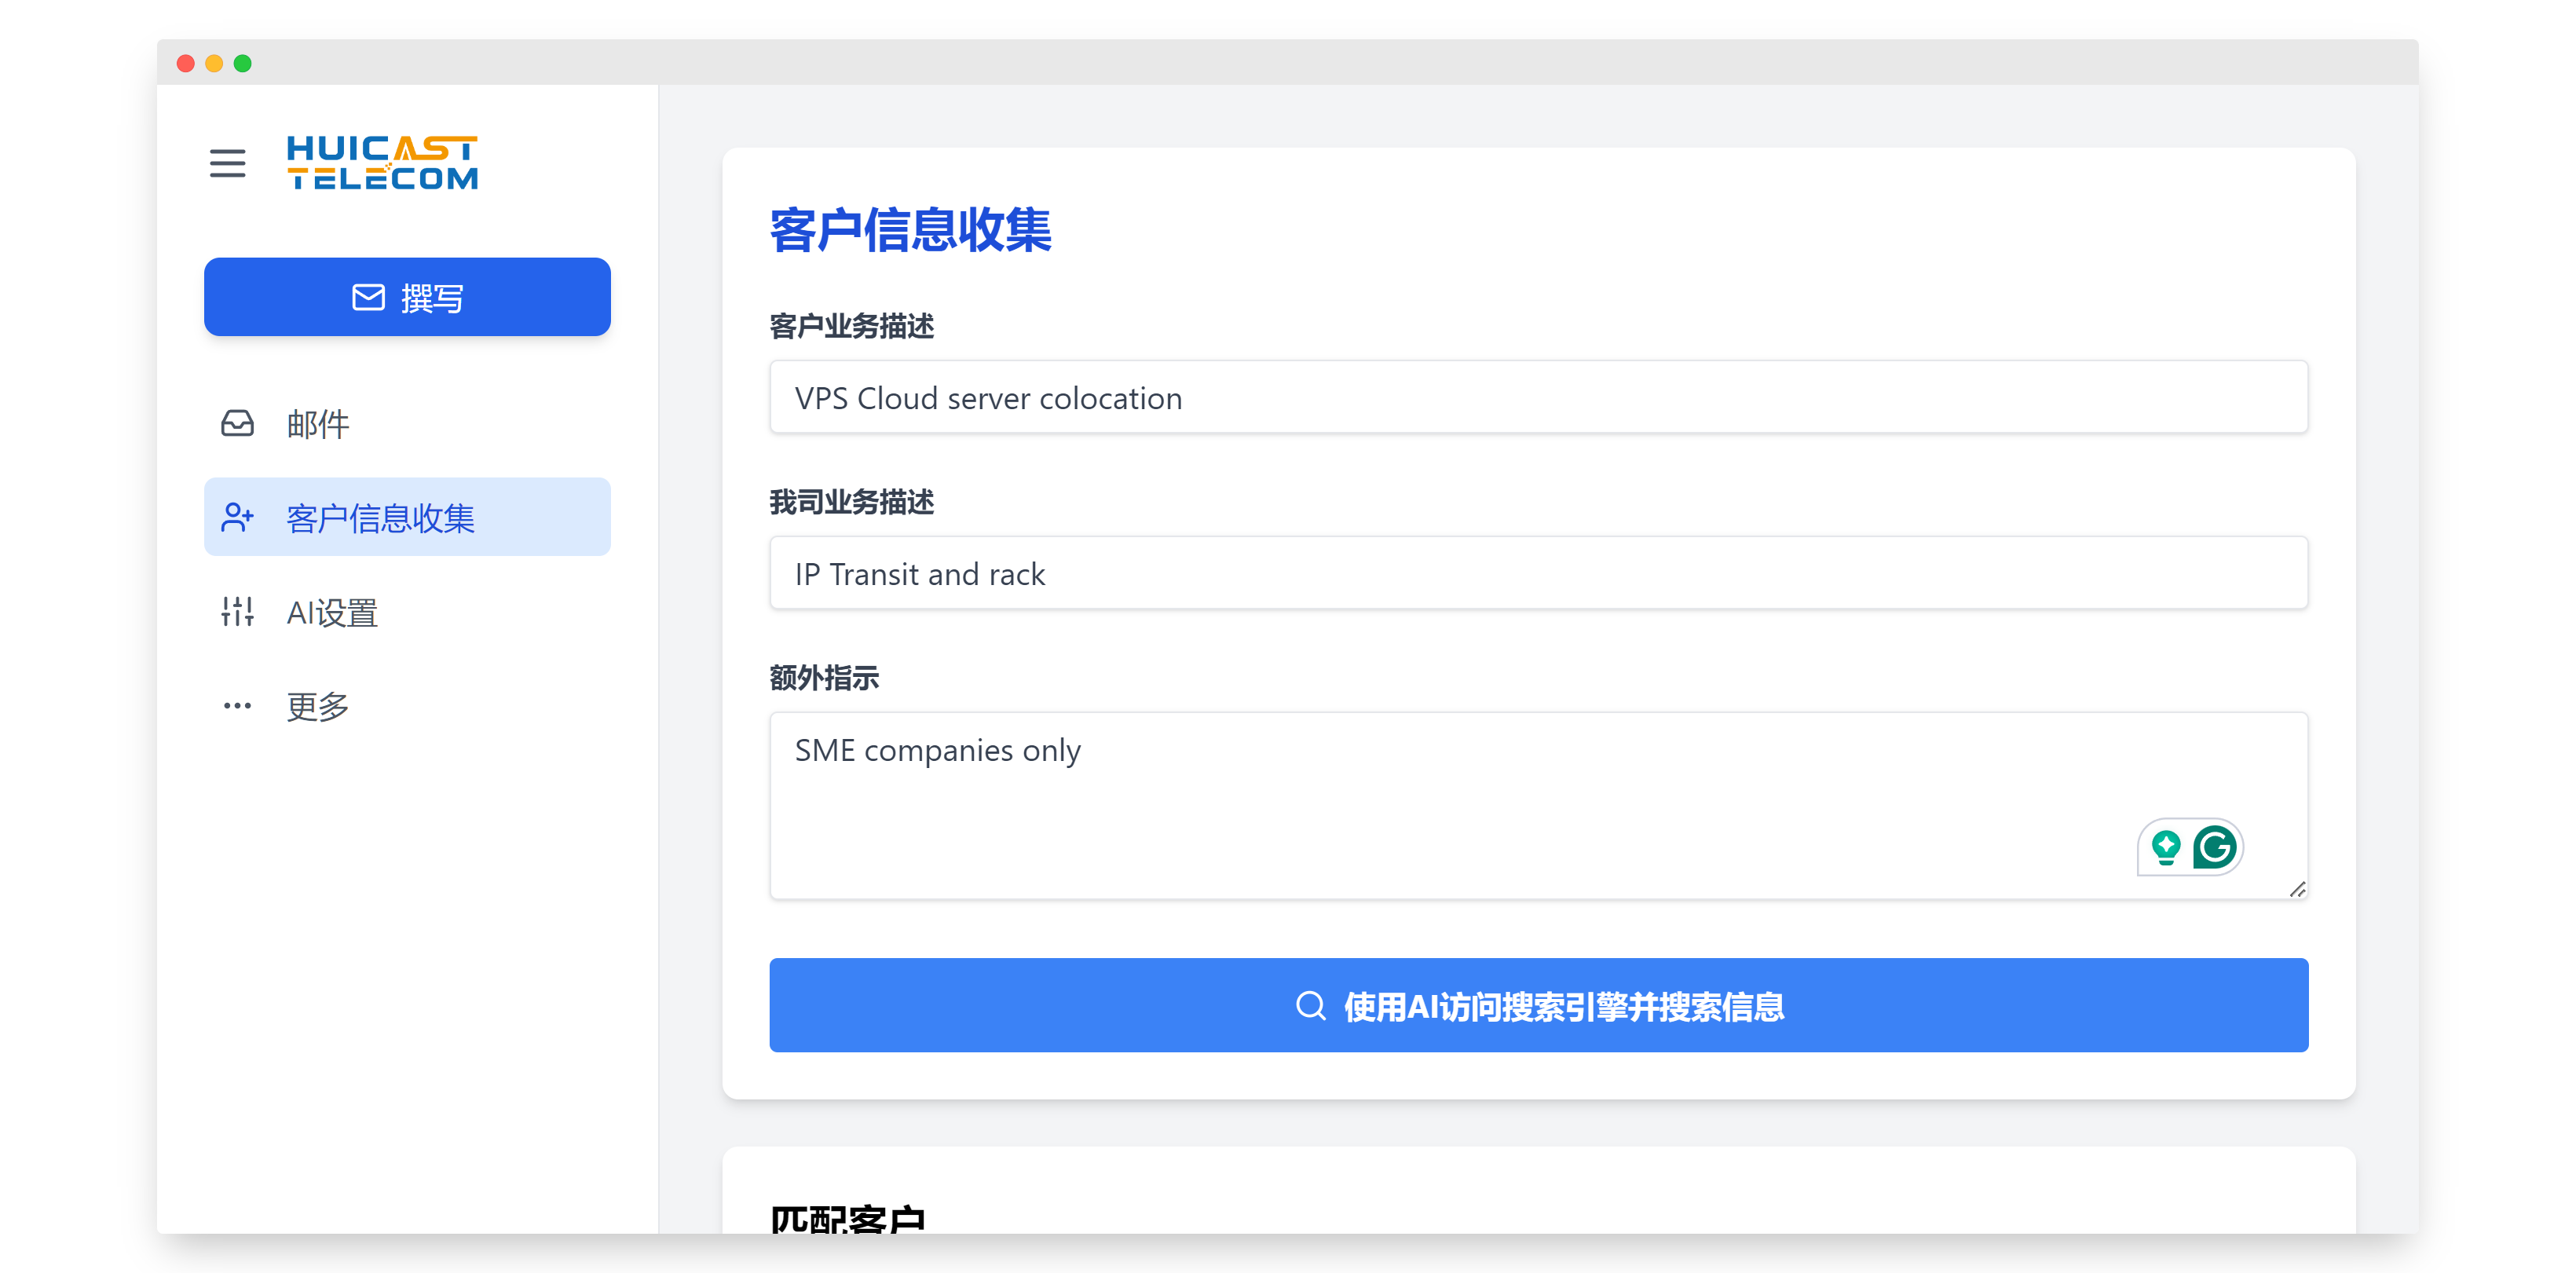 HUICAST
TELECOM
撰写
邮件
客户信息收集
AI设置
更多
客户信息收集
客户业务描述
VPS Cloud server colocation
我司业务描述
IP Transit and rack
额外指示
SME companies only
使用AI访问搜索引擎并搜索信息
匹配客户